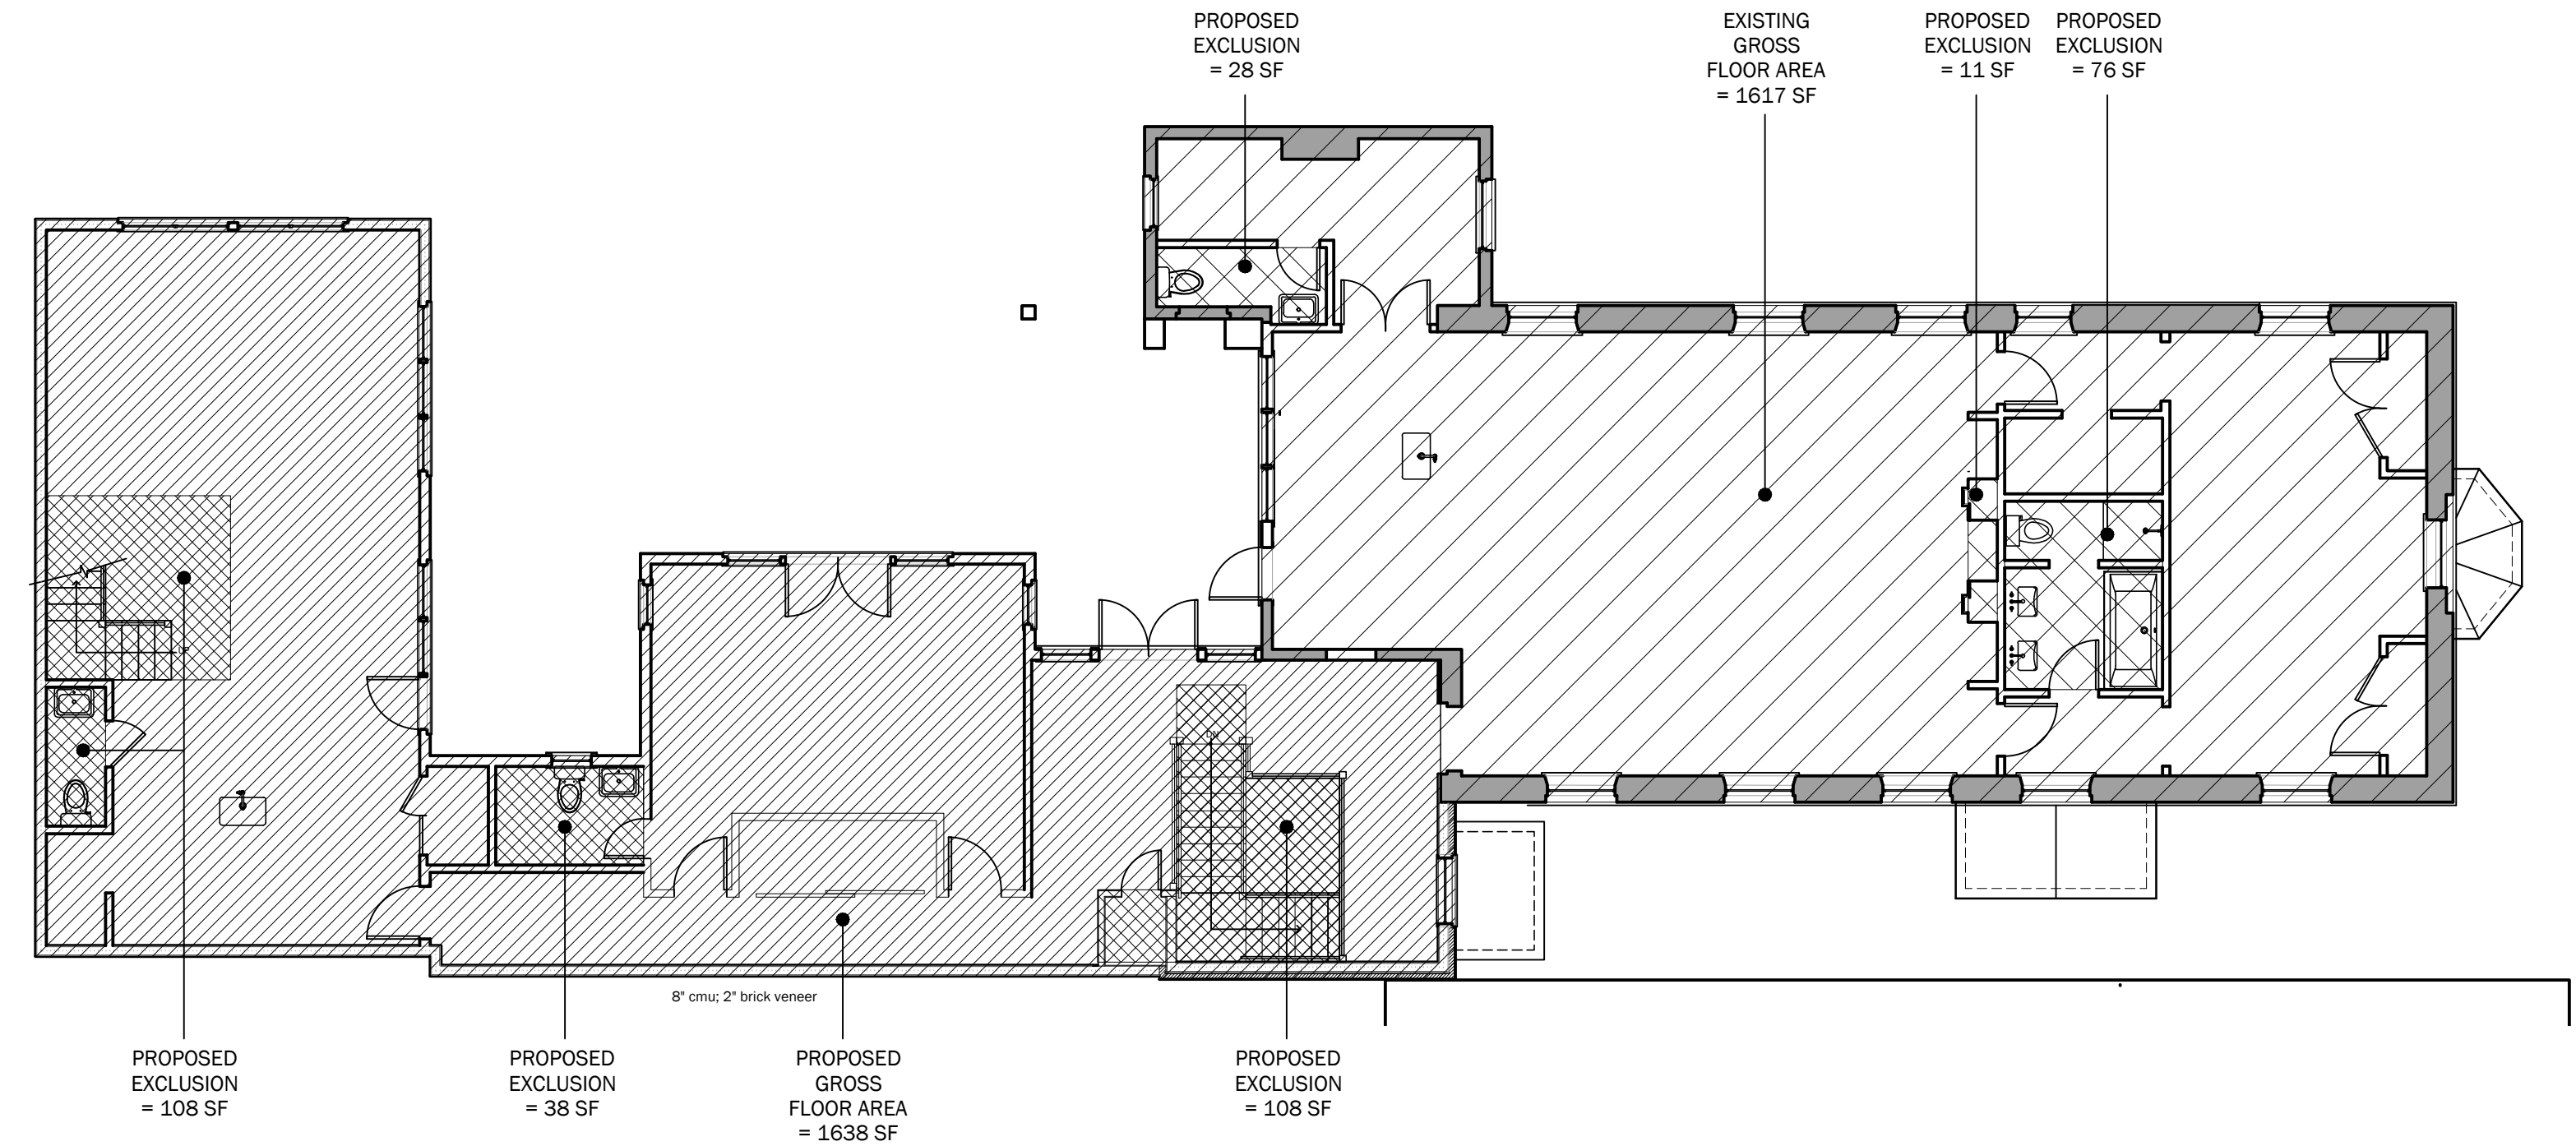 PROPOSED
EXCLUSION
= 28 SF
EXISTING
GROSS
FLOOR AREA
= 1617 SF
PROPOSED
EXCLUSION
= 11 SF
PROPOSED
EXCLUSION
= 76 SF
UP
DN
8" cmu; 2" brick veneer
PROPOSED
EXCLUSION
= 108 SF
PROPOSED
EXCLUSION
= 38 SF
PROPOSED
GROSS
FLOOR AREA
= 1638 SF
PROPOSED
EXCLUSION
= 108 SF